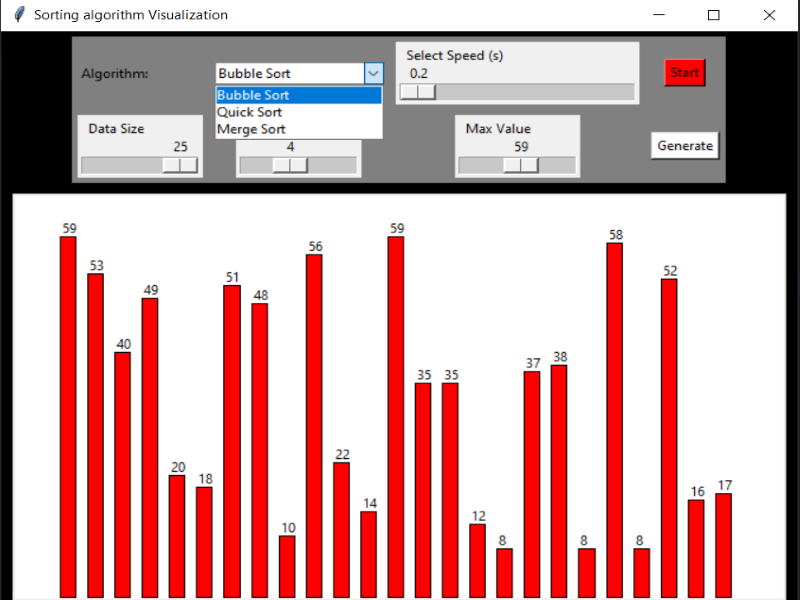 Sorting algorithm Visualization
Algorithm:
Bubble Sort
Bubble Sort
Quick Sort
Merge Sort
Select Speed (s)
0.2
Start
Data Size
25
4
Max Value
59
Generate
59
53
40
49
20
18
51
48
10
56
22
14
59
35
35
12
8
37
38
8
58
8
52
16
17